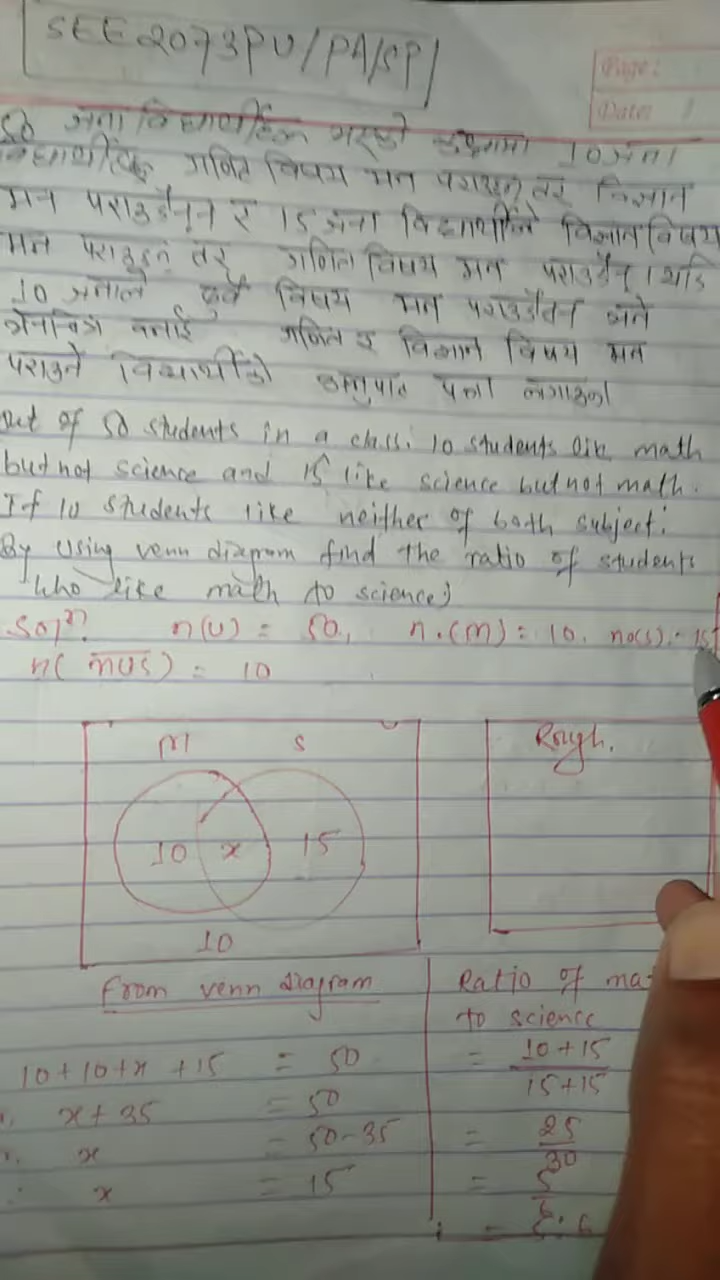 SEE 2073 PU/PA/SP
Page:
Date:
50 जना विद्यार्थीहरू भएको कक्षामा 10 जना
विद्यार्थीहरू गणित विषय मन पराउछन् तर विज्ञान
मन पराउदैनन् र 15 जना विद्यार्थीले विज्ञान विषय
मन पराउछन् तर गणित विषय मन पराउदैनन् । यदि
10 जनाले दुवै विषय मन पराउदैनन् भने
भेनचित्र बनाई गणित र विज्ञान विषय मन
पराउने विद्यार्थीको अनुपात पत्ता लगाउनुहोस्
Out of 50 students in a class. 10 students like math
but not science and 15 like science but not math.
If 10 students like neither of both subject.
By using venn diagram find the ratio of students
who like math to science?
Solⁿ. n(U) = 50, n.(M) = 10. no(s) = 15
n( M∪S ) = 10
M S
Rough.
10 x 15
10
From venn diagram
Ratio of mat
to science
10+10+x +15 = 50
= 10+15
15+15
x+35 = 50
x = 50-35
= 25
30
x = 15
= 5
6